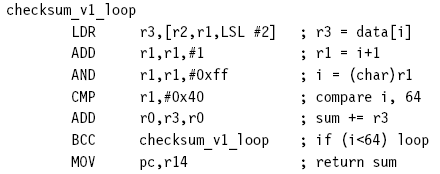 checksum_v1_loop
LDR r3,[r2,r1,LSL #2] ; r3 = data[i]
ADD r1,r1,#1 ; r1 = i+1
AND r1,r1,#0xff ; i = (char)r1
CMP r1,#0x40 ; compare i, 64
ADD r0,r3,r0 ; sum += r3
BCC checksum_v1_loop ; if (i<64) loop
MOV pc,r14 ; return sum